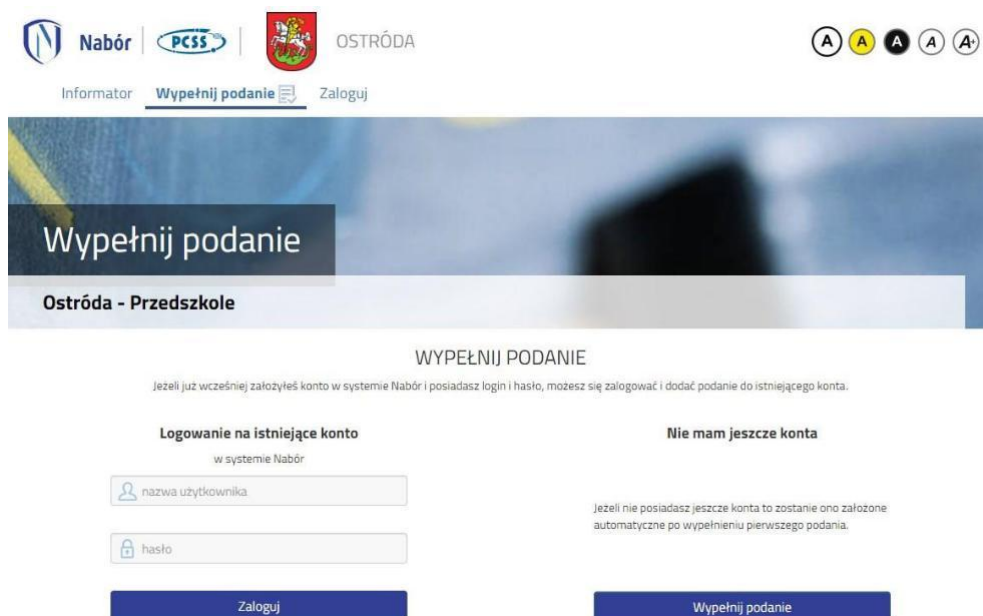 Nabór PCSS OSTRÓDA A A A A A+
Informator Wypełnij podanie Zaloguj
Wypełnij podanie
Ostróda - Przedszkole
WYPEŁNIJ PODANIE
Jeżeli już wcześniej założyłeś konto w systemie Nabór i posiadasz login i hasło, możesz się zalogować i dodać podanie do istniejącego konta.
Logowanie na istniejące konto
w systemie Nabór
nazwa użytkownika
hasło
Zaloguj
Nie mam jeszcze konta
Jeżeli nie posiadasz jeszcze konta to zostanie ono założone
automatyczne po wypełnieniu pierwszego podania.
Wypełnij podanie